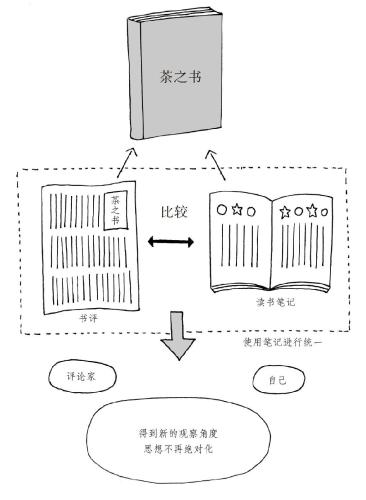 茶之书
茶之书
比较
书评
读书笔记
使用笔记进行统一
评论家
自己
得到新的观察角度
思想不再绝对化